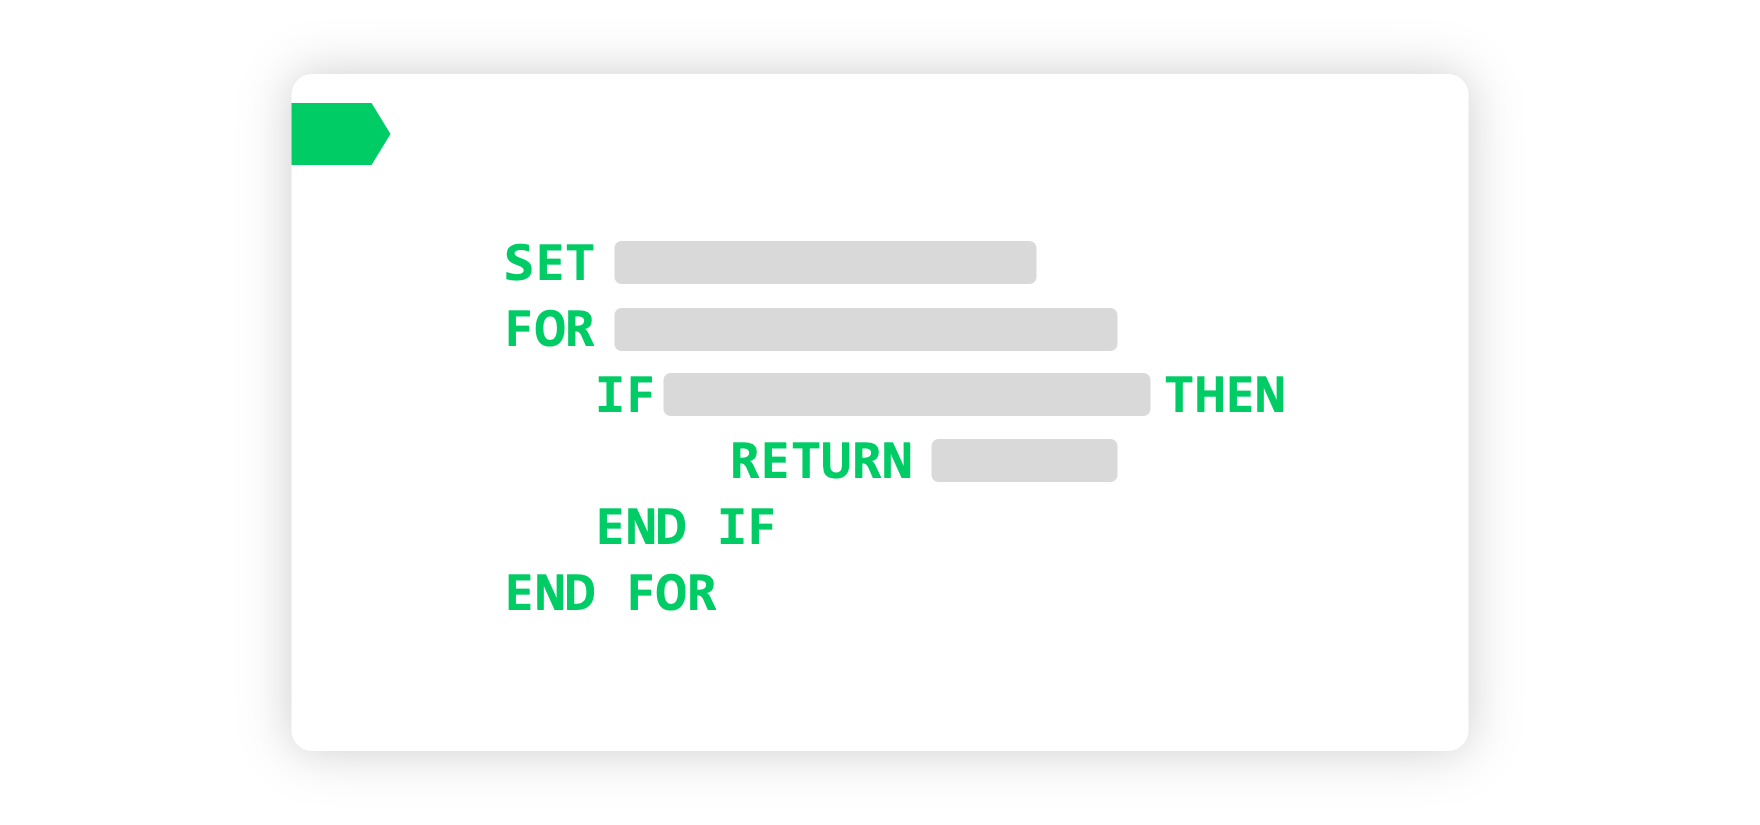 SET
FOR
IF THEN
RETURN
END IF
END FOR